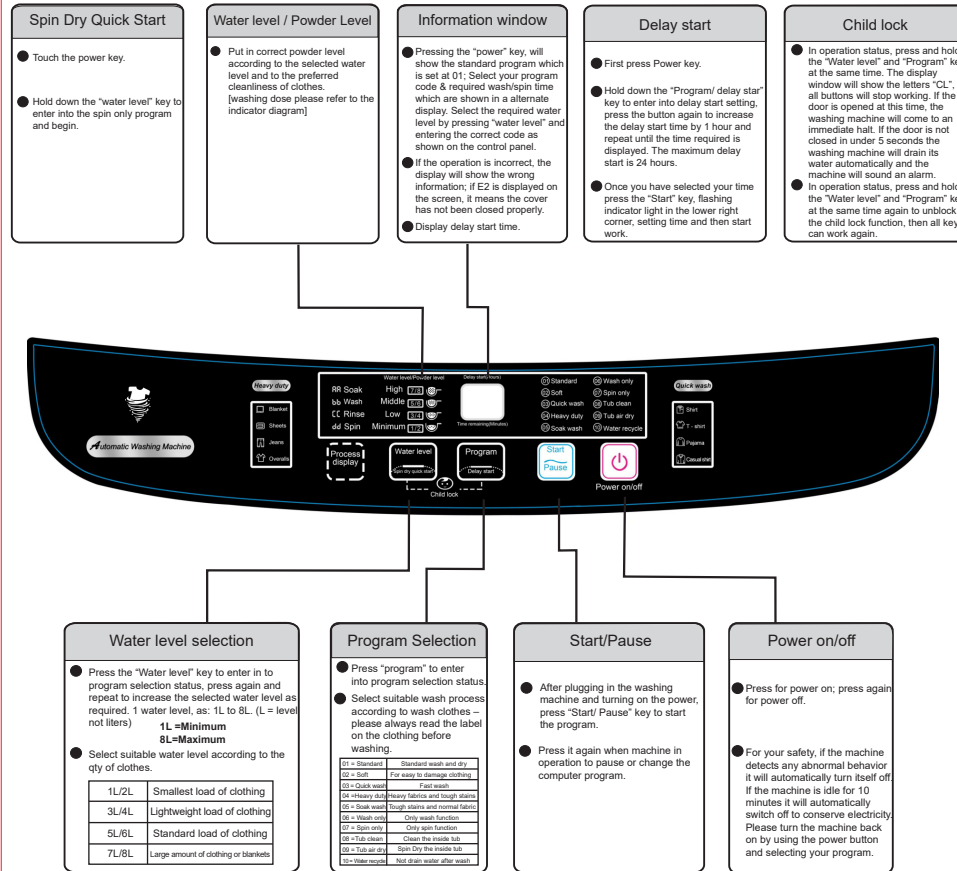 Spin Dry Quick Start
Touch the power key.
Hold down the “water level” key to
enter into the spin only program
and begin.
Water level / Powder Level
Put in correct powder level
according to the selected water
level and to the preferred
cleanliness of clothes.
[washing dose please refer to the
indicator diagram]
Information window
Pressing the “power” key, will
show the standard program which
is set at 01; Select your program
code & required wash/spin time
which are shown in a alternate
display. Select the required water
level by pressing “water level” and
entering the correct code as
shown on the control panel.
If the operation is incorrect, the
display will show the wrong
information; if E2 is displayed on
the screen, it means the cover
has not been closed properly.
Display delay start time.
Delay start
First press Power key.
Hold down the “Program/ delay star”
key to enter into delay start setting,
press the button again to increase
the delay start time by 1 hour and
repeat until the time required is
displayed. The maximum delay
start is 24 hours.
Once you have selected your time
press the “Start” key, flashing
indicator light in the lower right
corner, setting time and then start
work.
Child lock
In operation status, press and hold
the “Water level” and “Program” ke
at the same time. The display
window will show the letters “CL”,
all buttons will stop working. If the
door is opened at this time, the
washing machine will come to an
immediate halt. If the door is not
closed in under 5 seconds the
washing machine will drain its
water automatically and the
machine will sound an alarm.
In operation status, press and hold
the ”Water level” and “Program” ke
at the same time again to unblock
the child lock function, then all key
can work again.
Automatic Washing Machine
Heavy duty
Blanket
Sheets
Jeans
Overalls
Water level/Powder level
AA Soak
bb Wash
CC Rinse
dd Spin
High 7/8
Middle 5/6
Low 3/4
Minimum 1/2
Delay start(hours)
Time remaining(Minutes)
01 Standard
02 Soft
03 Quick wash
04 Heavy duty
05 Soak wash
06 Wash only
07 Spin only
08 Tub clean
09 Tub air dry
10 Water recycle
Quick wash
Shirt
T - shirt
Pajama
Casual shirt
Process
display
Water level
Spin dry quick start
Program
Delay start
Child lock
Start
Pause
Power on/off
Water level selection
Press the “Water level” key to enter in to
program selection status, press again and
repeat to increase the selected water level as
required. 1 water level, as: 1L to 8L. (L = level
not liters)
1L =Minimum
8L=Maximum
Select suitable water level according to the
qty of clothes.
1L/2L Smallest load of clothing
3L/4L Lightweight load of clothing
5L/6L Standard load of clothing
7L/8L Large amount of clothing or blankets
Program Selection
Press “program” to enter
into program selection status.
Select suitable wash process
according to wash clothes –
please always read the label
on the clothing before
washing.
01 = Standard Standard wash and dry
02 = Soft For easy to damage clothing
03 = Quick wash Fast wash
04 =Heavy duty Heavy fabrics and tough stains
05 = Soak wash Tough stains and normal fabric
06 = Wash only Only wash function
07 = Spin only Only spin function
08 =Tub clean Clean the inside tub
09 = Tub air dry Spin Dry the inside tub
10 = Water recycle Not drain water after wash
Start/Pause
After plugging in the washing
machine and turning on the power,
press “Start/ Pause” key to start
the program.
Press it again when machine in
operation to pause or change the
computer program.
Power on/off
Press for power on; press again
for power off.
For your safety, if the machine
detects any abnormal behavior
it will automatically turn itself off.
If the machine is idle for 10
minutes it will automatically
switch off to conserve electricity.
Please turn the machine back
on by using the power button
and selecting your program.